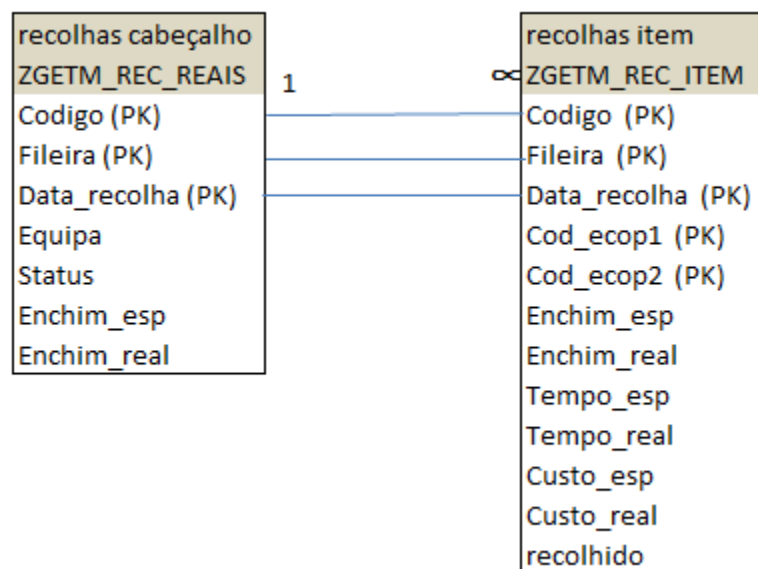 recolhas cabeçalho
ZGETM_REC_REAIS
Codigo (PK)
Fileira (PK)
Data_recolha (PK)
Equipa
Status
Enchim_esp
Enchim_real
1
∞
recolhas item
ZGETM_REC_ITEM
Codigo (PK)
Fileira (PK)
Data_recolha (PK)
Cod_ecop1 (PK)
Cod_ecop2 (PK)
Enchim_esp
Enchim_real
Tempo_esp
Tempo_real
Custo_esp
Custo_real
recolhido